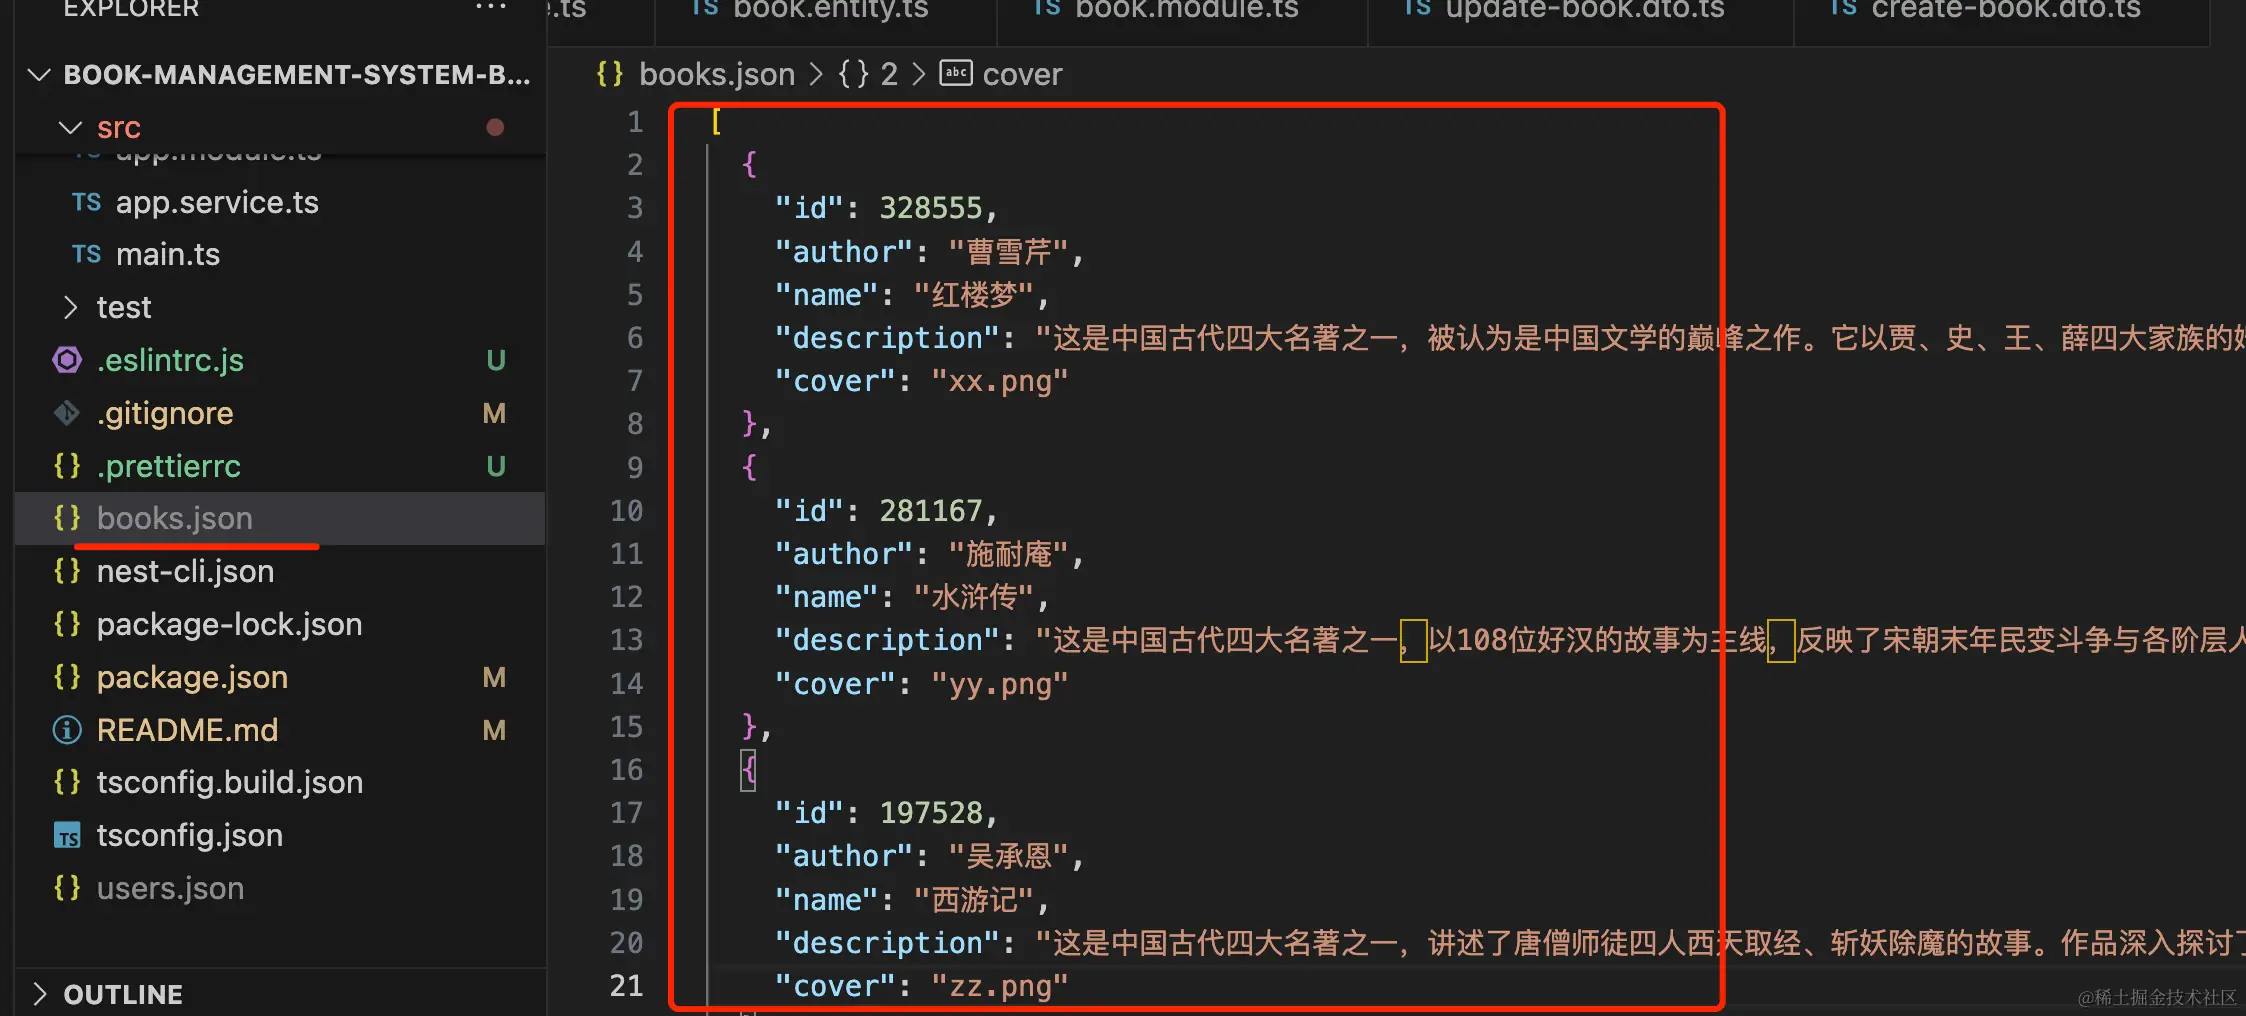 EXPLORER
BOOK-MANAGEMENT-SYSTEM-B...
src
app.module.ts
TS app.service.ts
TS main.ts
test
.eslintrc.js U
.gitignore M
{} .prettierrc U
{} books.json
{} nest-cli.json
{} package-lock.json
{} package.json M
README.md M
{} tsconfig.build.json
TS tsconfig.json
{} users.json
OUTLINE
.ts
TS book.entity.ts
TS book.module.ts
TS update-book.dto.ts
TS create-book.dto.ts
{} books.json > {} 2 > abc cover
1 [
2 {
3 "id": 328555,
4 "author": "曹雪芹",
5 "name": "红楼梦",
6 "description": "这是中国古代四大名著之一，被认为是中国文学的巅峰之作。它以贾、史、王、薛四大家族的
7 "cover": "xx.png"
8 },
9 {
10 "id": 281167,
11 "author": "施耐庵",
12 "name": "水浒传",
13 "description": "这是中国古代四大名著之一，以108位好汉的故事为主线，反映了宋朝末年民变斗争与各阶层人
14 "cover": "yy.png"
15 },
16 {
17 "id": 197528,
18 "author": "吴承恩",
19 "name": "西游记",
20 "description": "这是中国古代四大名著之一，讲述了唐僧师徒四人西天取经、斩妖除魔的故事。作品深入探讨了
21 "cover": "zz.png"
@稀土掘金技术社区